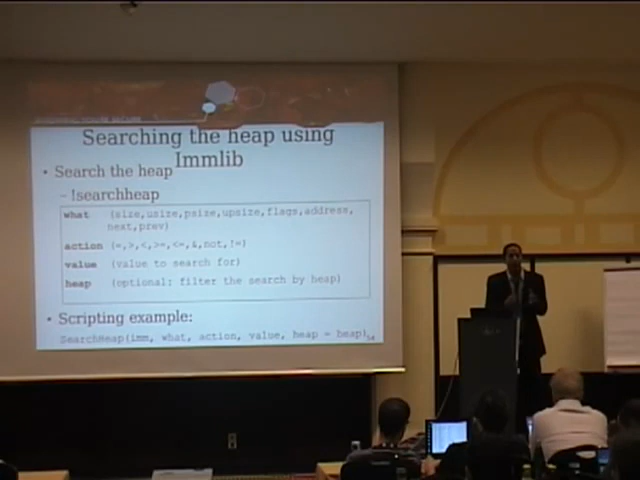 Searching the heap using
Immlib
• Search the heap
– !searchheap
what (size,usize,psize,upsize,flags,address,
next,prev)
action (=,>,<,>=,<=,&,not,!=)
value (value to search for)
heap (optional: filter the search by heap)
• Scripting example:
SearchHeap(imm, what, action, value, heap = heap)